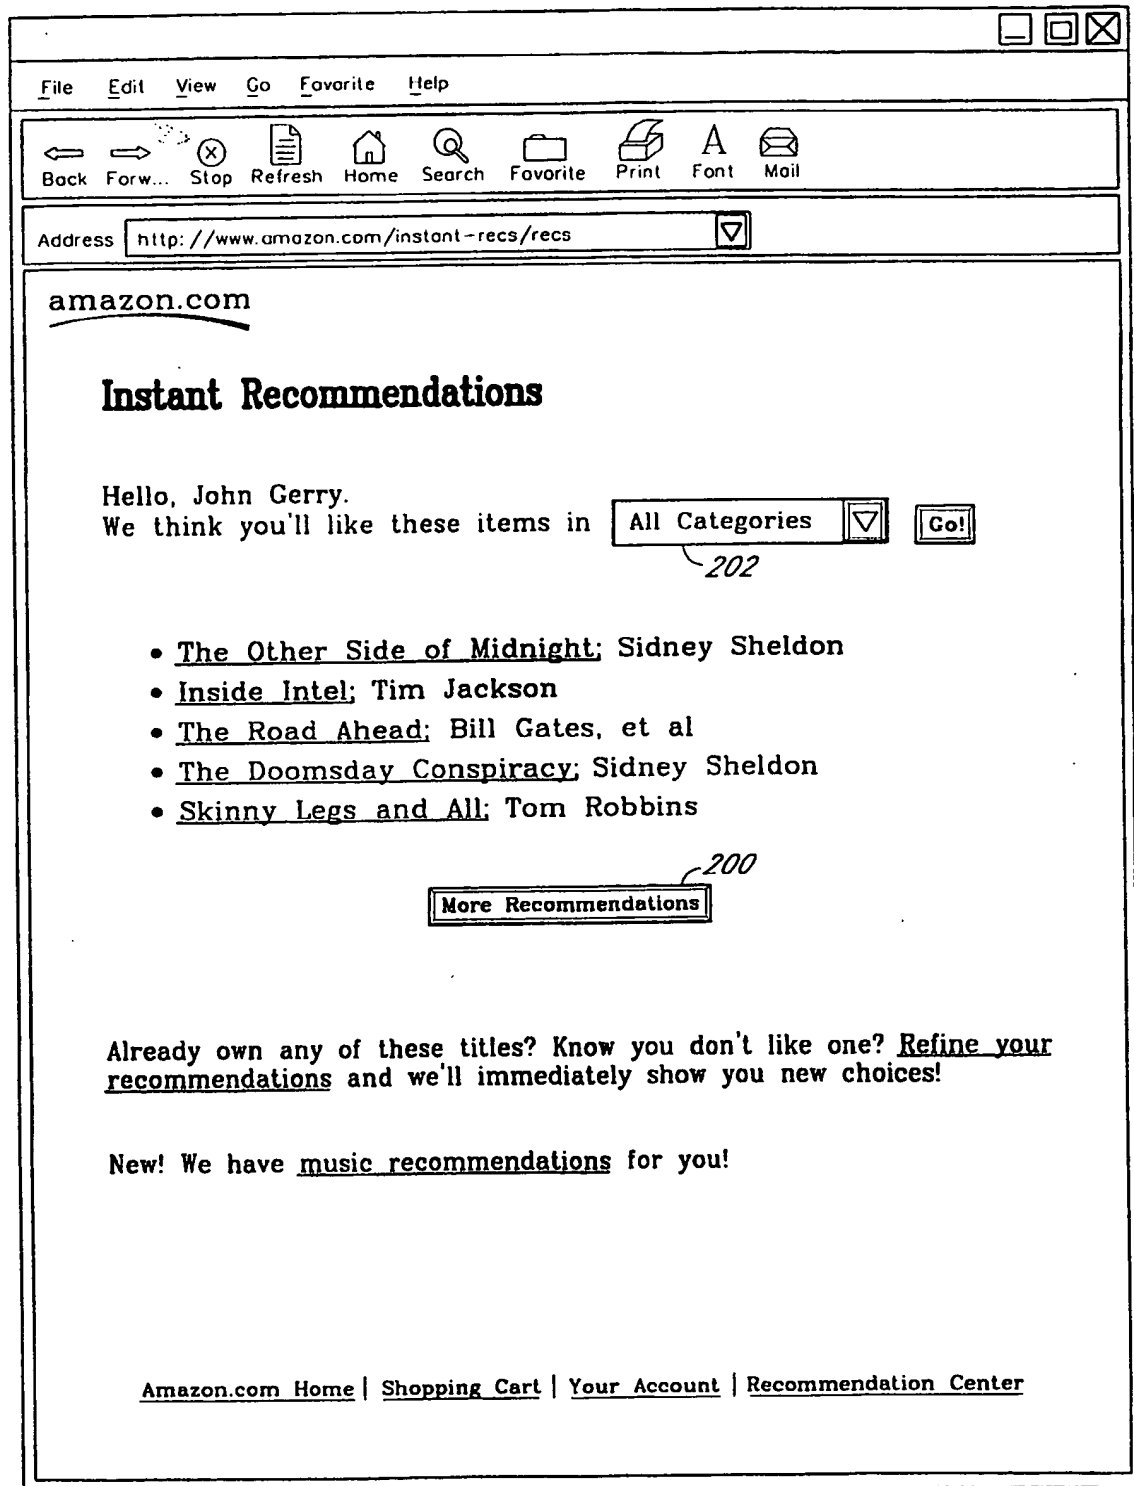 File Edit View Go Favorite Help
Back Forw... Stop Refresh Home Search Favorite Print Font Mail
Address http://www.amazon.com/instant-recs/recs
amazon.com
Instant Recommendations
Hello, John Gerry.
We think you'll like these items in All Categories Go!
202
• The Other Side of Midnight; Sidney Sheldon
• Inside Intel; Tim Jackson
• The Road Ahead; Bill Gates, et al
• The Doomsday Conspiracy; Sidney Sheldon
• Skinny Legs and All; Tom Robbins
200
More Recommendations
Already own any of these titles? Know you don't like one? Refine your
recommendations and we'll immediately show you new choices!
New! We have music recommendations for you!
Amazon.com Home | Shopping Cart | Your Account | Recommendation Center